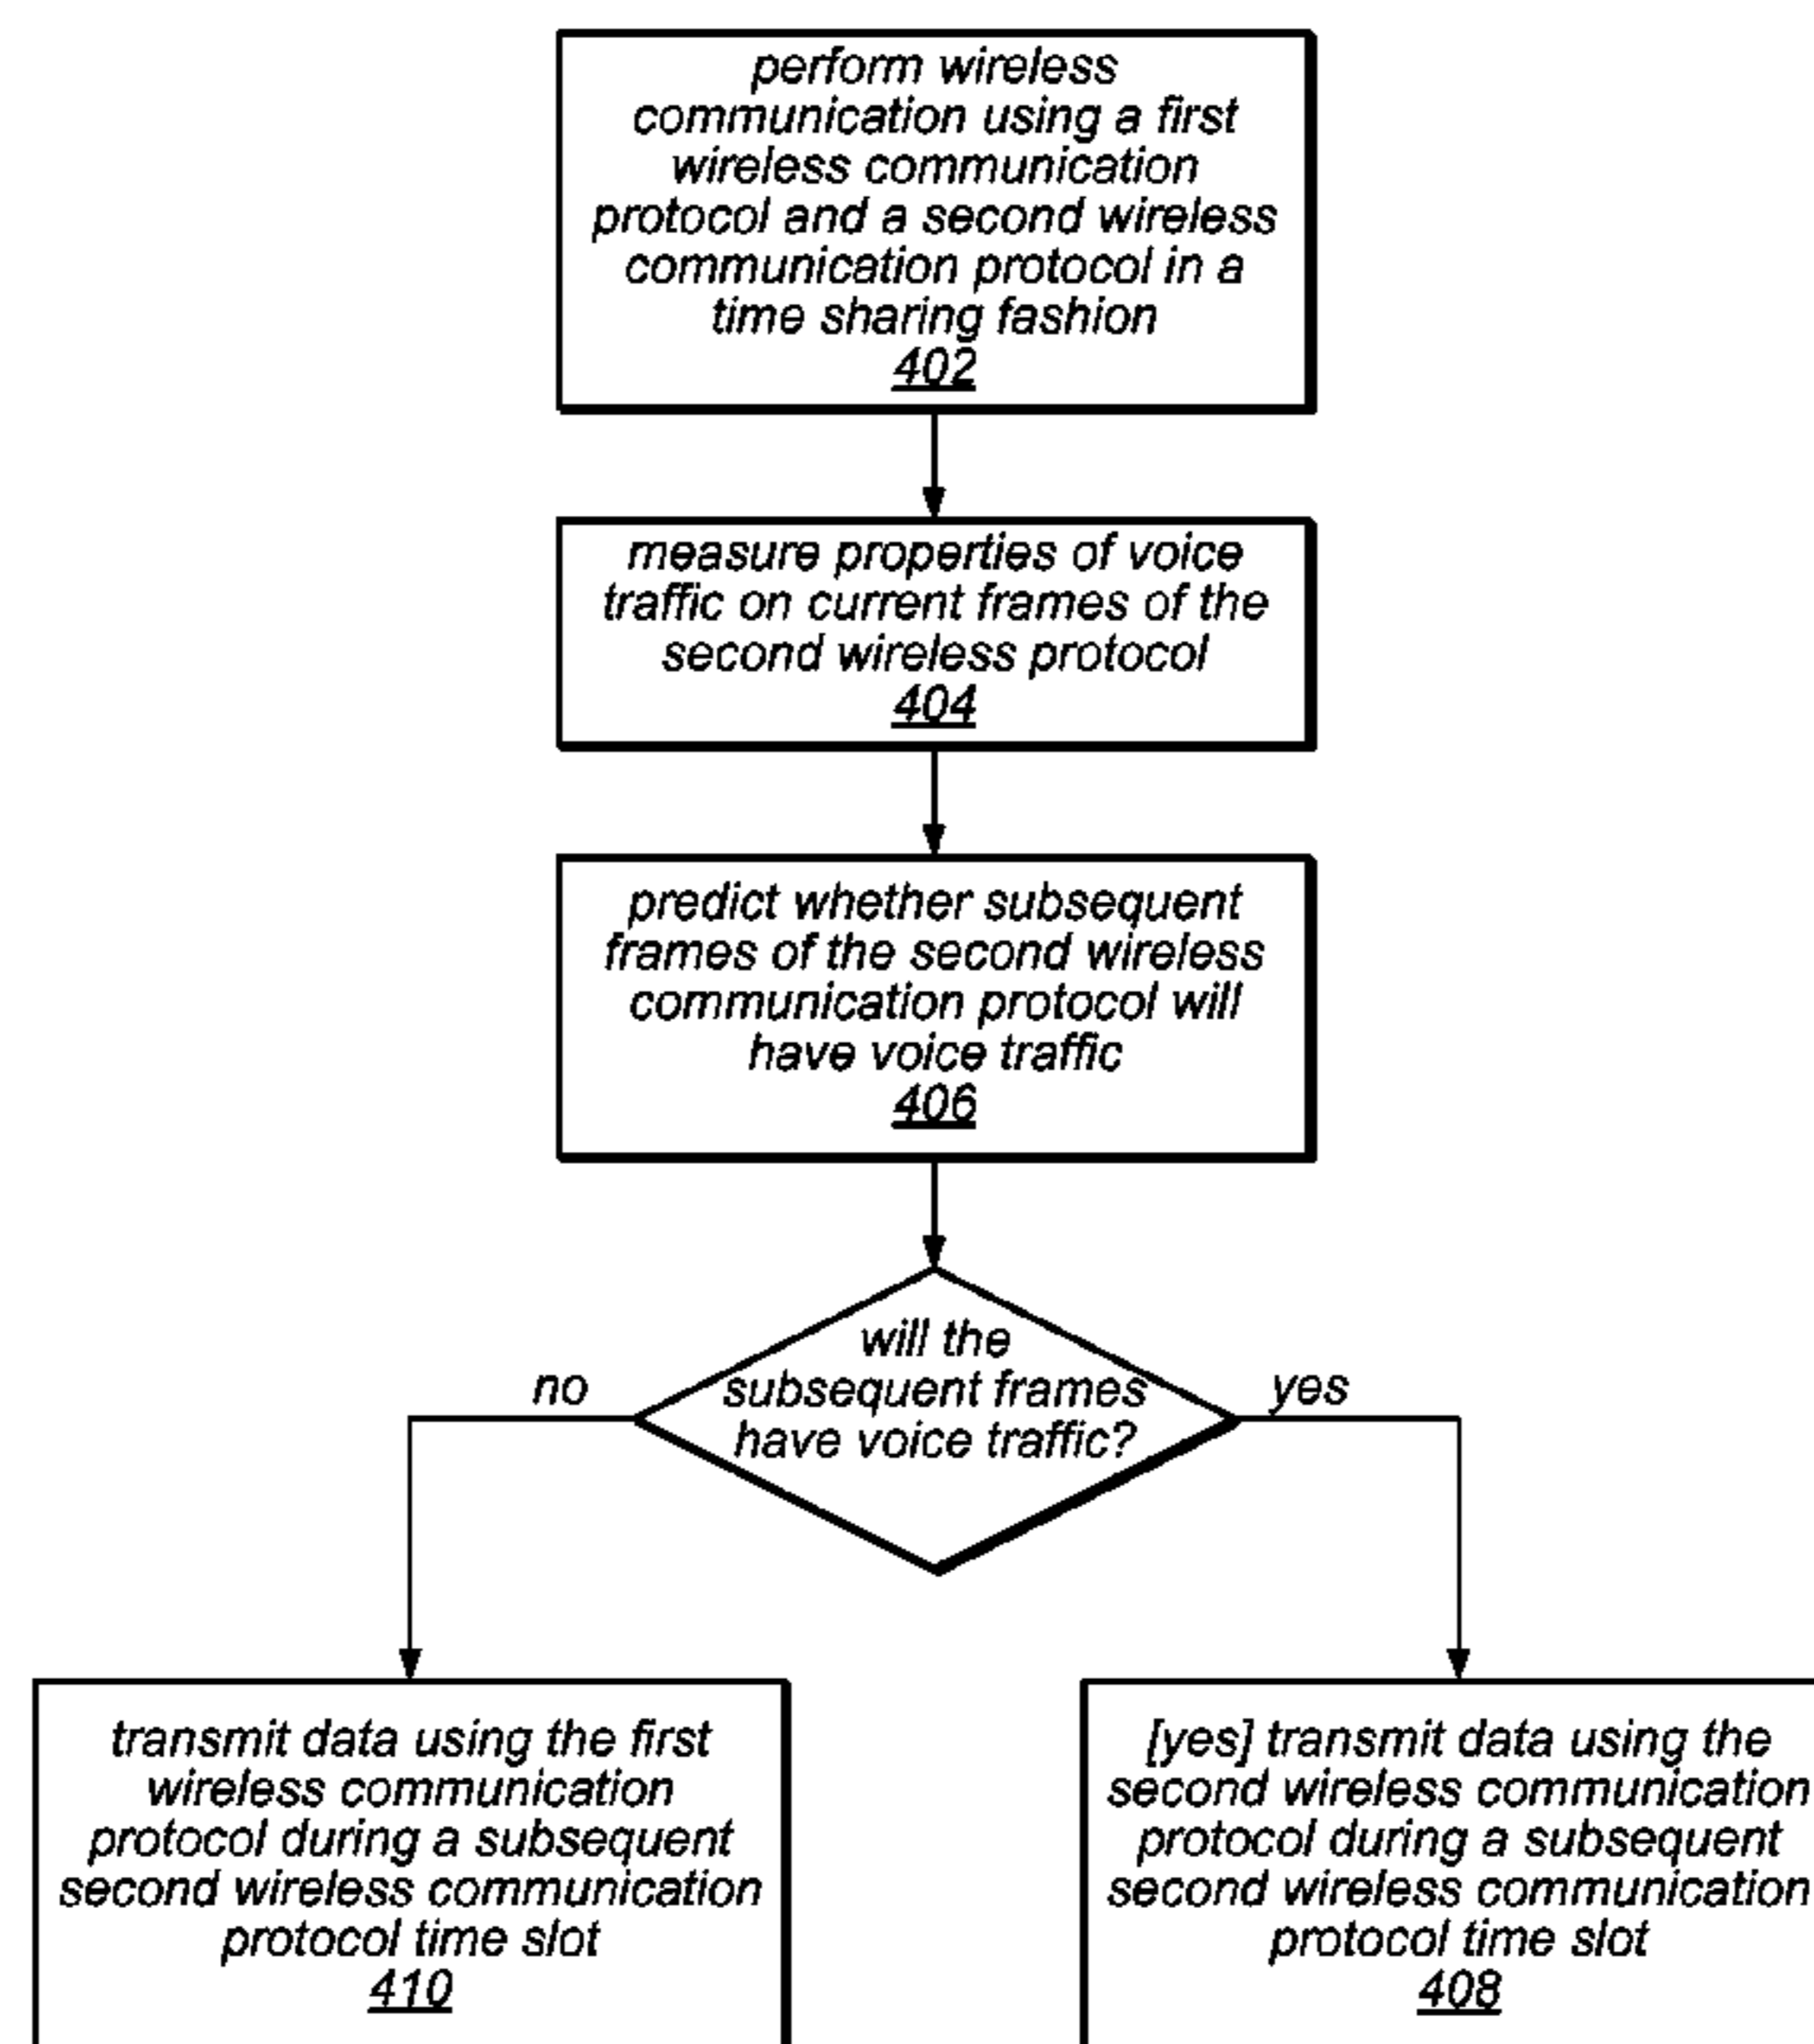 perform wireless
communication using a first
wireless communication
protocol and a second wireless
communication protocol in a
time sharing fashion
402
measure properties of voice
traffic on current frames of the
second wireless protocol
404
predict whether subsequent
frames of the second wireless
communication protocol will
have voice traffic
406
will the
subsequent frames
have voice traffic?
no
yes
transmit data using the first
wireless communication
protocol during a subsequent
second wireless communication
protocol time slot
410
[yes] transmit data using the
second wireless communication
protocol during a subsequent
second wireless communication
protocol time slot
408